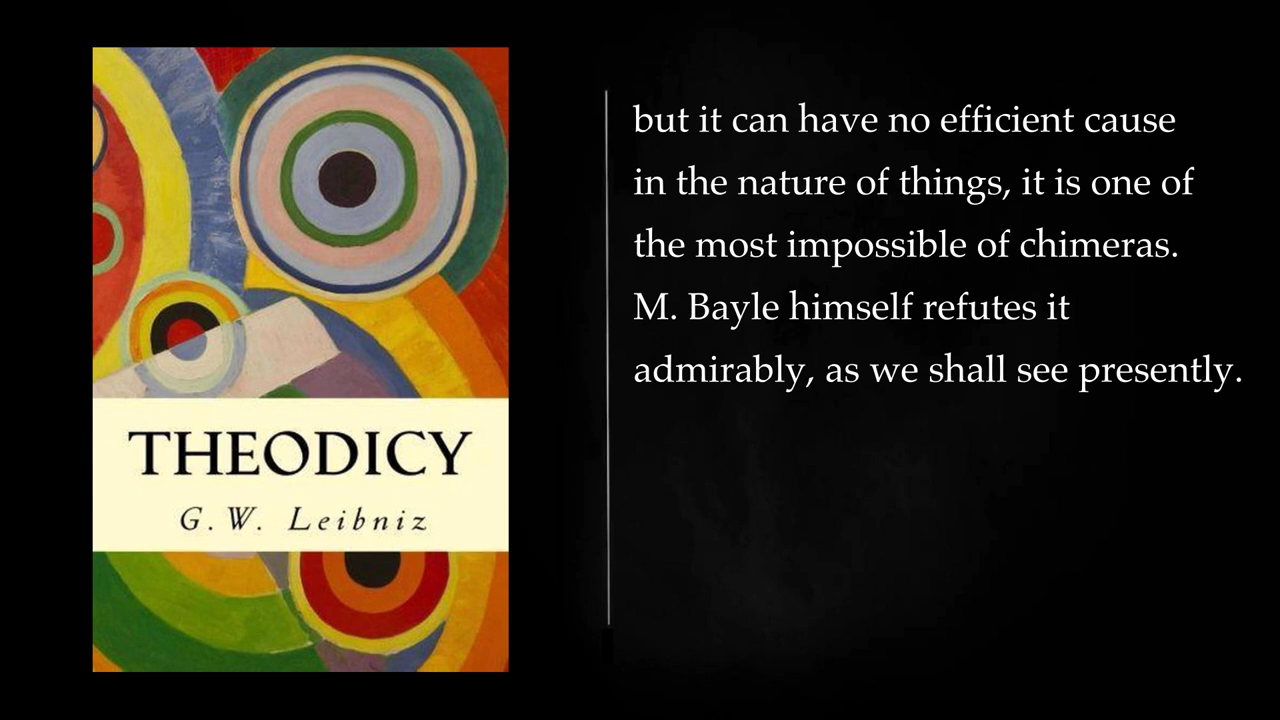 THEODICY
G. W. Leibniz
but it can have no efficient cause
in the nature of things, it is one of
the most impossible of chimeras.
M. Bayle himself refutes it
admirably, as we shall see presently.